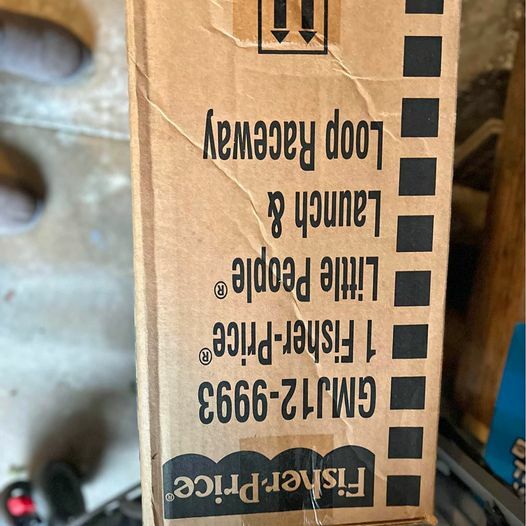 Fisher-Price®
GMJ12-9993
1 Fisher-Price®
Little People®
Launch &
Loop Raceway